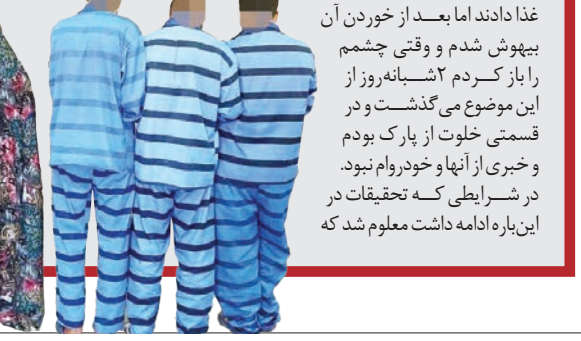 غذا دادند اما بعد از خوردن آن
بیهوش شدم و وقتی چشمم
را باز کردم ۲شبانه‌روز از
این موضوع می‌گذشت و در
قسمتی خلوت از پارک بودم
و خبری از آنها و خودروام نبود.
در شرایطی که تحقیقات در
این‌باره ادامه داشت معلوم شد که